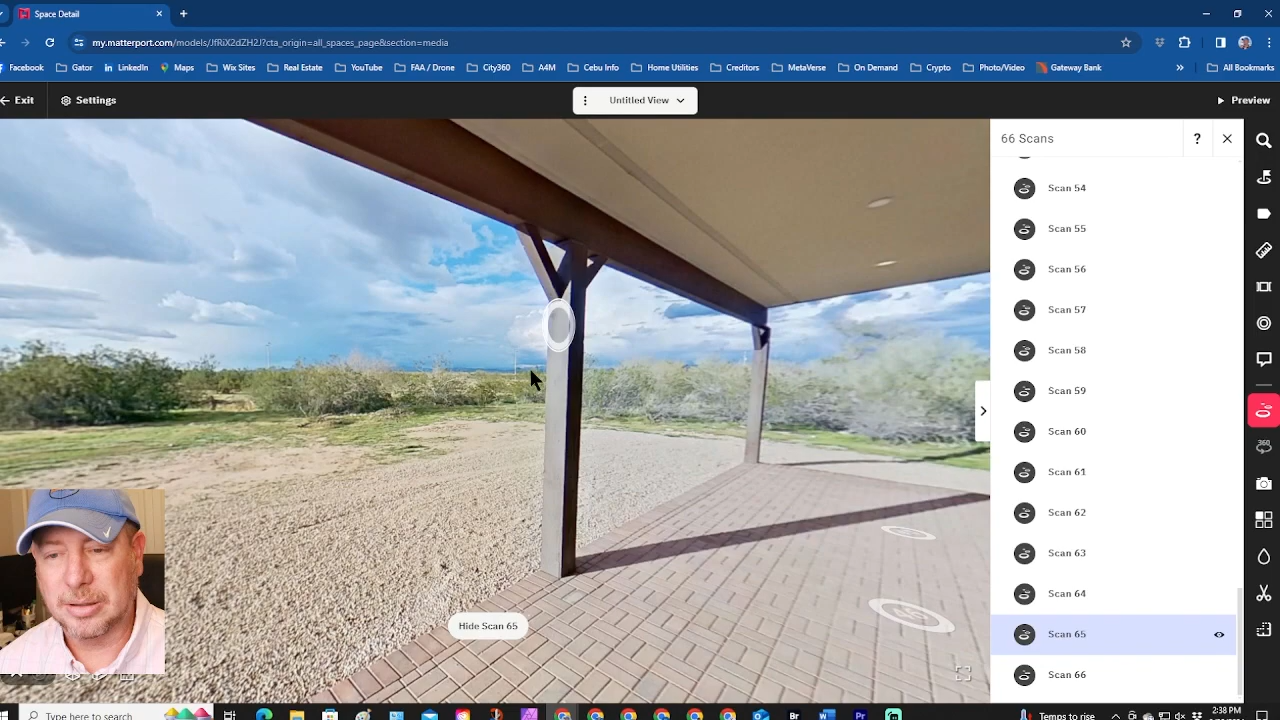 Space Detail
my.matterport.com/models/JfRiX2dZH2J?cta_origin=all_spaces_page&section=media
Facebook Gator LinkedIn Maps Wix Sites Real Estate YouTube FAA / Drone City360 A4M Cebu Info Home Utilities Creditors MetaVerse On Demand Crypto Photo/Video Gateway Bank » All Bookmarks
Exit Settings Untitled View Preview
66 Scans ?
Scan 54
Scan 55
Scan 56
Scan 57
Scan 58
Scan 59
Scan 60
Scan 61
Scan 62
Scan 63
Scan 64
Hide Scan 65
Scan 65
Scan 66
Type here to search
Temps to rise
2:38 PM